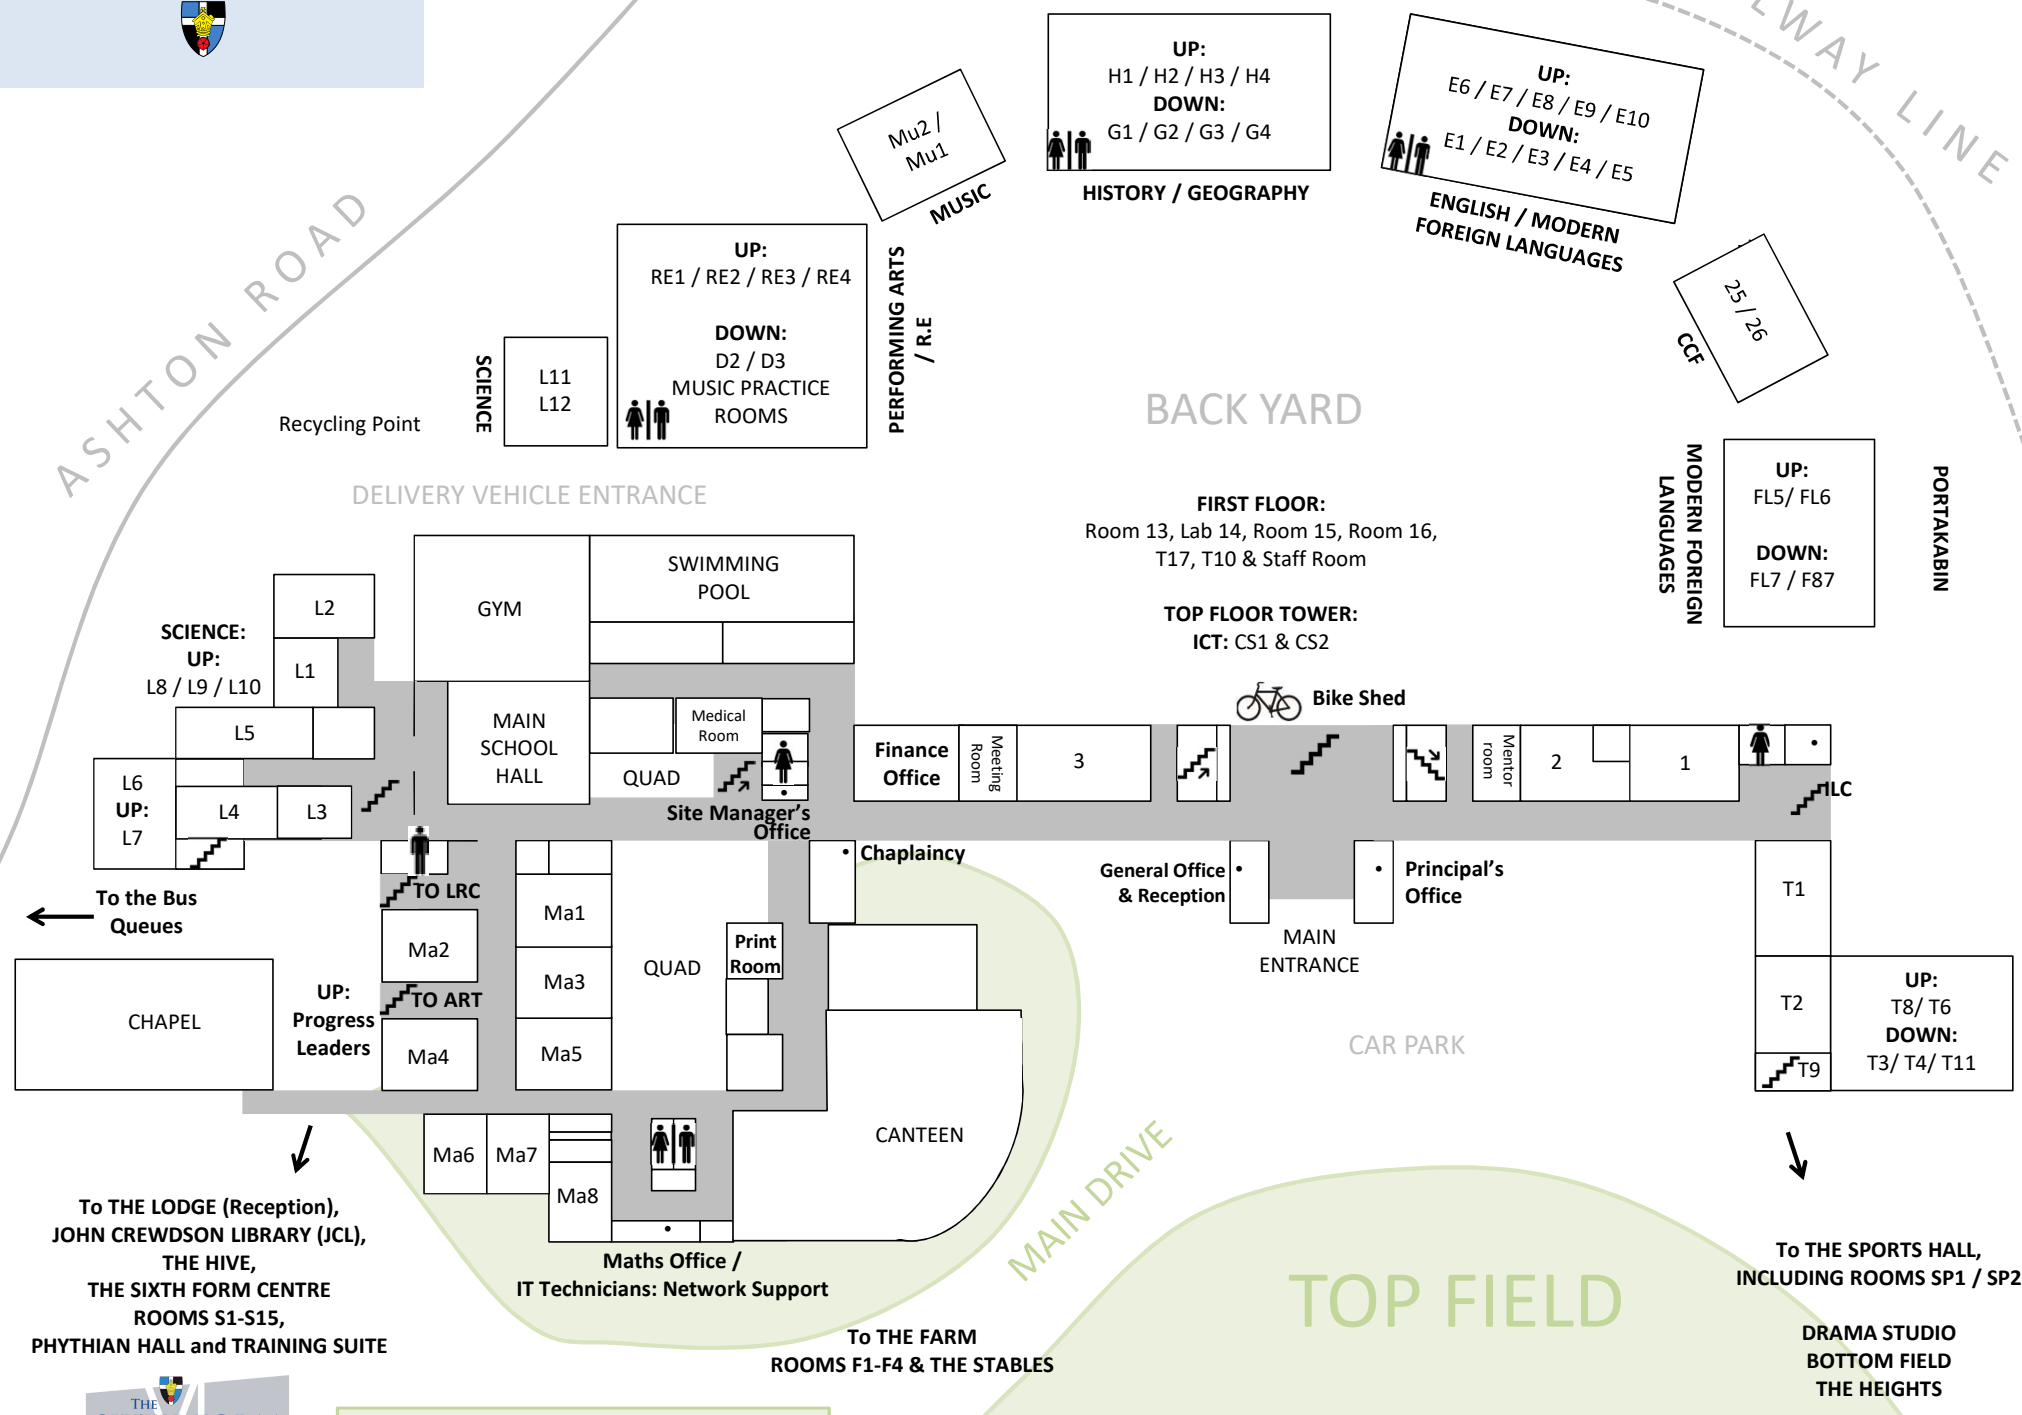 LWAY LINE
ASHTON ROAD
UP:
H1 / H2 / H3 / H4
DOWN:
G1 / G2 / G3 / G4
HISTORY / GEOGRAPHY
UP:
E6 / E7 / E8 / E9 / E10
DOWN:
E1 / E2 / E3 / E4 / E5
ENGLISH / MODERN
FOREIGN LANGUAGES
Mu2 /
Mu1
MUSIC
UP:
RE1 / RE2 / RE3 / RE4
DOWN:
D2 / D3
MUSIC PRACTICE
ROOMS
PERFORMING ARTS
/ R.E
SCIENCE
L11
L12
Recycling Point
25 / 26
CCF
BACK YARD
DELIVERY VEHICLE ENTRANCE
MODERN FOREIGN
LANGUAGES
UP:
FL5/ FL6
DOWN:
FL7 / F87
PORTAKABIN
FIRST FLOOR:
Room 13, Lab 14, Room 15, Room 16,
T17, T10 & Staff Room
TOP FLOOR TOWER:
ICT: CS1 & CS2
Bike Shed
GYM
SWIMMING
POOL
L2
SCIENCE:
UP:
L8 / L9 / L10
L1
L5
L6
UP:
L7
L4
L3
MAIN
SCHOOL
HALL
Medical
Room
QUAD
Site Manager's
Office
Finance
Office
Meeting
Room
3
Mentor
room
2
1
ILC
To the Bus
Queues
TO LRC
Ma1
Ma2
Ma3
TO ART
Ma4
Ma5
QUAD
Print
Room
Chaplaincy
General Office
& Reception
Principal's
Office
MAIN
ENTRANCE
T1
T2
T9
UP:
T8/ T6
DOWN:
T3/ T4/ T11
CHAPEL
UP:
Progress
Leaders
CAR PARK
Ma6
Ma7
Ma8
CANTEEN
MAIN DRIVE
TOP FIELD
To THE LODGE (Reception),
JOHN CREWDSON LIBRARY (JCL),
THE HIVE,
THE SIXTH FORM CENTRE
ROOMS S1-S15,
PHYTHIAN HALL and TRAINING SUITE
Maths Office /
IT Technicians: Network Support
To THE FARM
ROOMS F1-F4 & THE STABLES
To THE SPORTS HALL,
INCLUDING ROOMS SP1 / SP2
DRAMA STUDIO
BOTTOM FIELD
THE HEIGHTS
THE